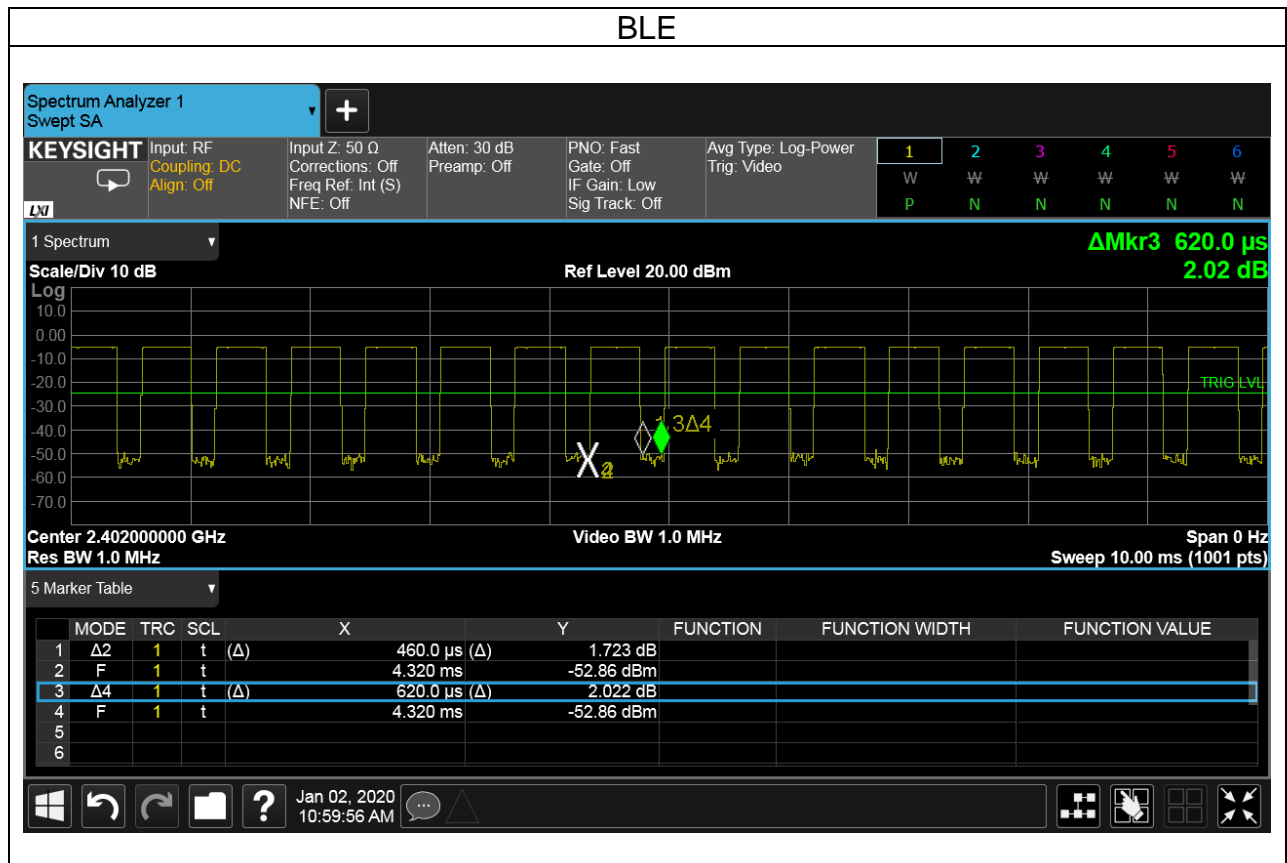 BLE
Spectrum Analyzer 1
Swept SA
KEYSIGHT
LXI
Input: RF
Coupling: DC
Align: Off
Input Z: 50 Ω
Corrections: Off
Freq Ref: Int (S)
NFE: Off
Atten: 30 dB
Preamp: Off
PNO: Fast
Gate: Off
IF Gain: Low
Sig Track: Off
Avg Type: Log-Power
Trig: Video
1 2 3 4 5 6
W W W W W W
P N N N N N
1 Spectrum
ΔMkr3 620.0 µs
Scale/Div 10 dB Ref Level 20.00 dBm 2.02 dB
Log
10.0
0.00
-10.0
-20.0 TRIG LVL
-30.0
-40.0 3Δ4
-50.0
-60.0
-70.0
Center 2.402000000 GHz Video BW 1.0 MHz Span 0 Hz
Res BW 1.0 MHz Sweep 10.00 ms (1001 pts)
5 Marker Table
MODE TRC SCL X Y FUNCTION FUNCTION WIDTH FUNCTION VALUE
1 Δ2 1 t (Δ) 460.0 µs (Δ) 1.723 dB
2 F 1 t 4.320 ms -52.86 dBm
3 Δ4 1 t (Δ) 620.0 µs (Δ) 2.022 dB
4 F 1 t 4.320 ms -52.86 dBm
5
6
?
Jan 02, 2020
10:59:56 AM